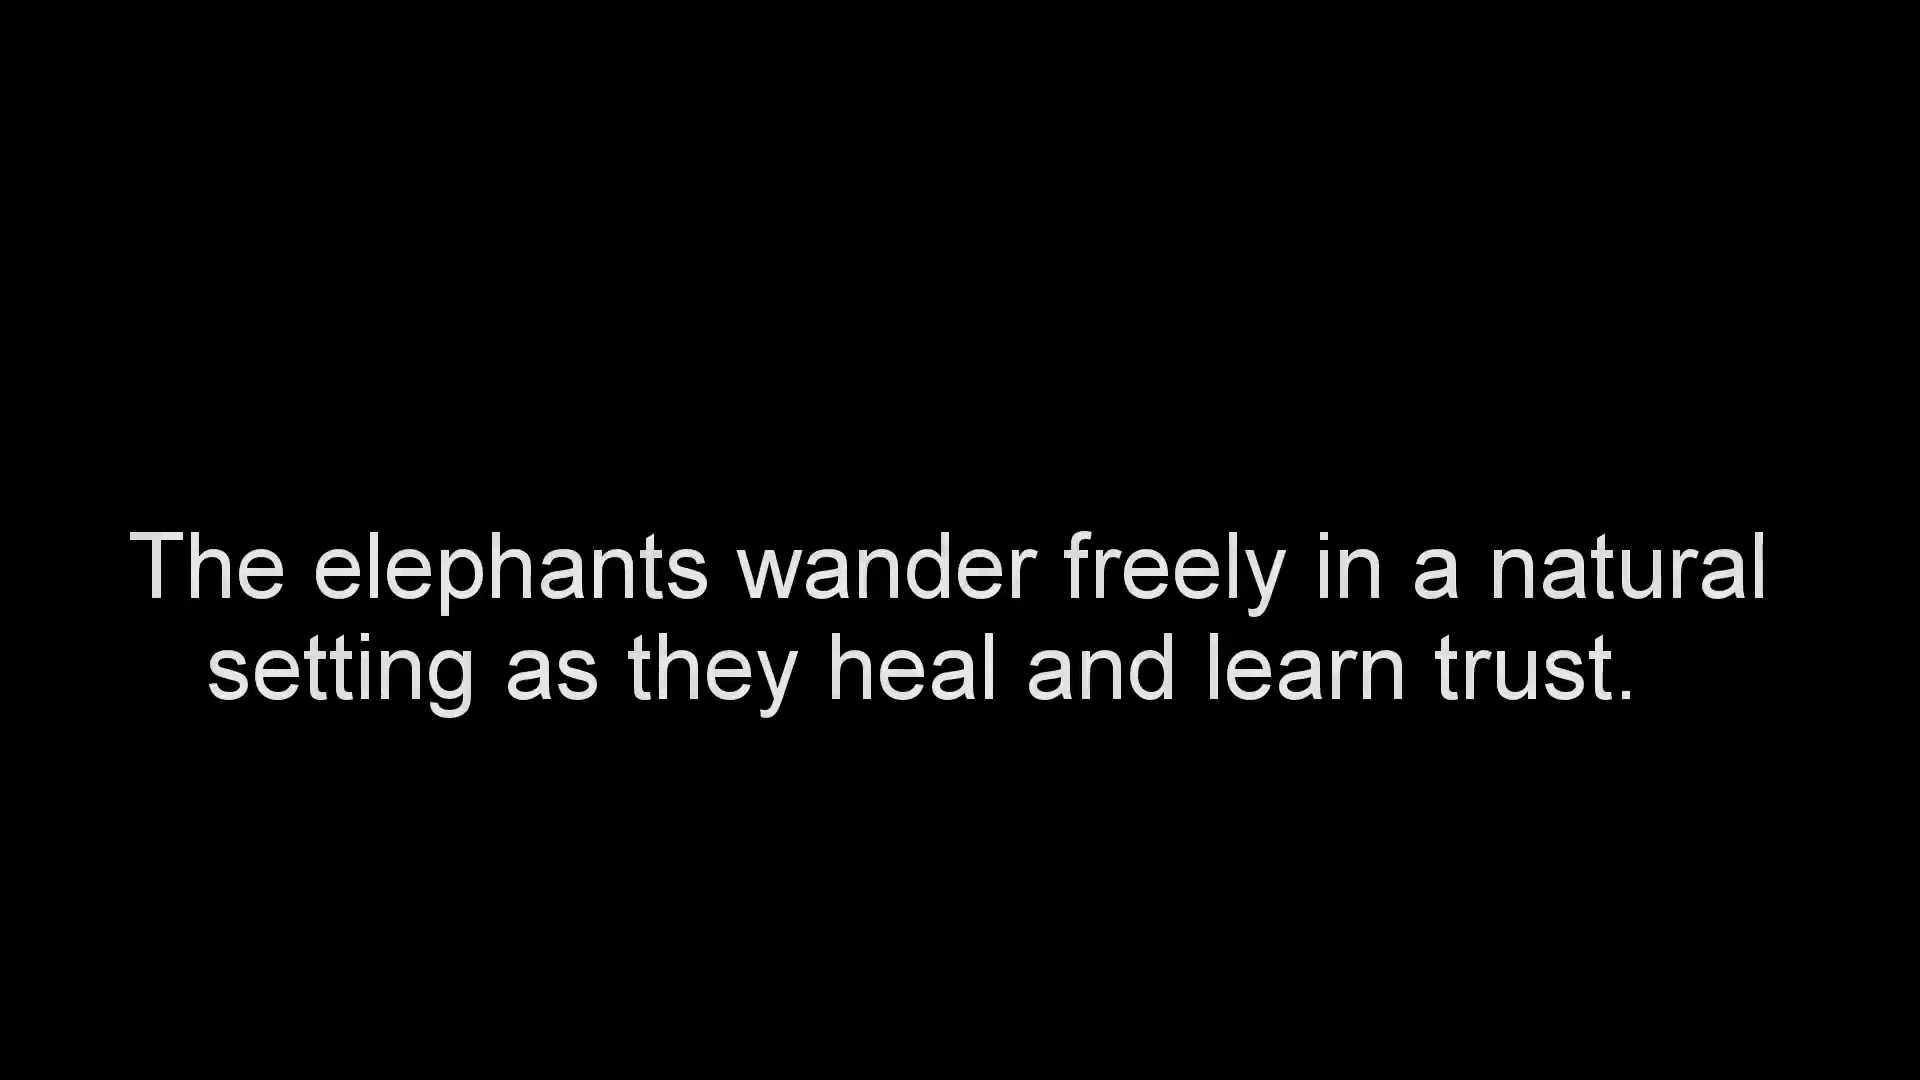 The elephants wander freely in a natural
setting as they heal and learn trust.